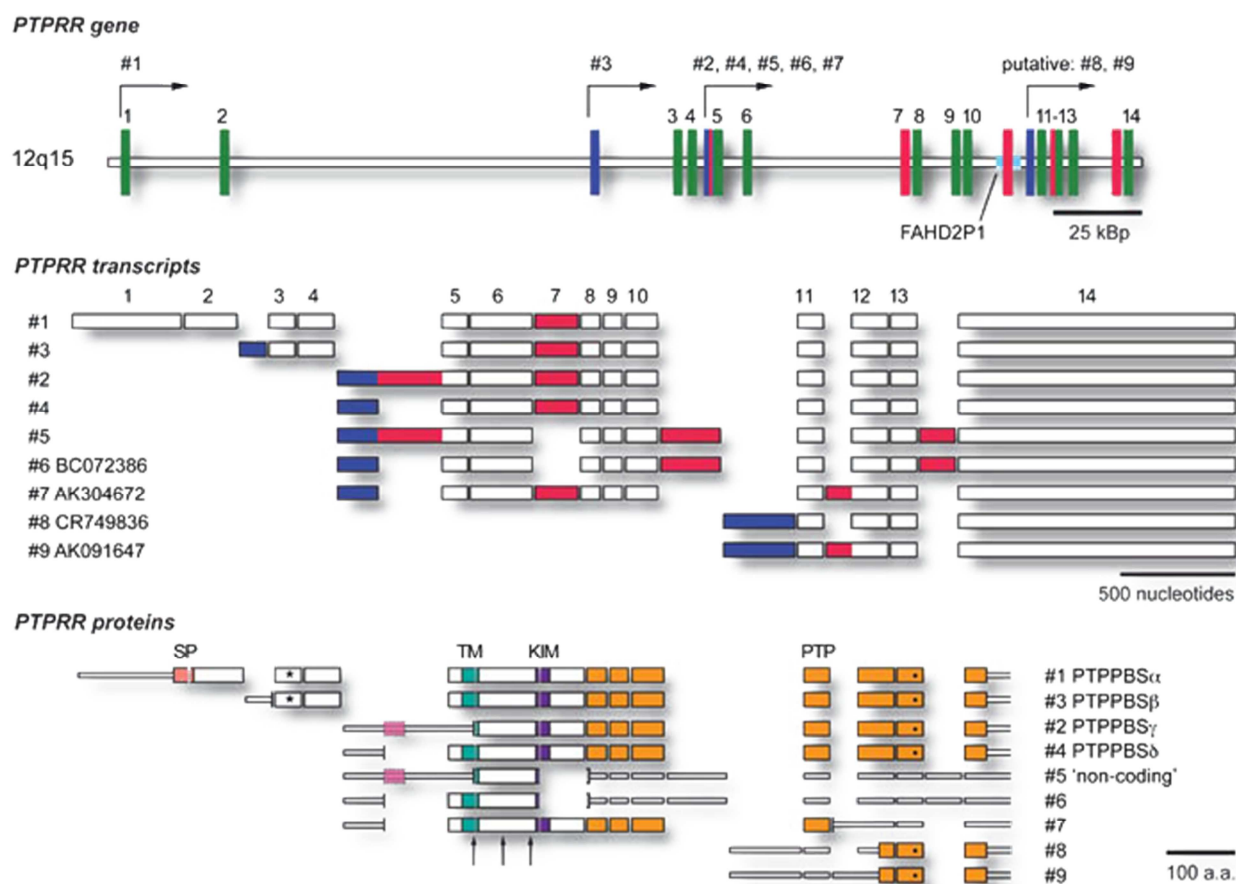 PTPRR gene
#1 #3 #2, #4, #5, #6, #7 putative: #8, #9
1 2 3 4 5 6 7 8 9 10 11-13 14
12q15
FAHD2P1 25 kBp
PTPRR transcripts
1 2 3 4 5 6 7 8 9 10 11 12 13 14
#1
#3
#2
#4
#5
#6 BC072386
#7 AK304672
#8 CR749836
#9 AK091647
500 nucleotides
PTPRR proteins
SP TM KIM PTP
* #1 PTPPBSα
* #3 PTPPBSβ
#2 PTPPBSγ
#4 PTPPBSδ
#5 'non-coding'
#6
#7
#8
#9 100 a.a.